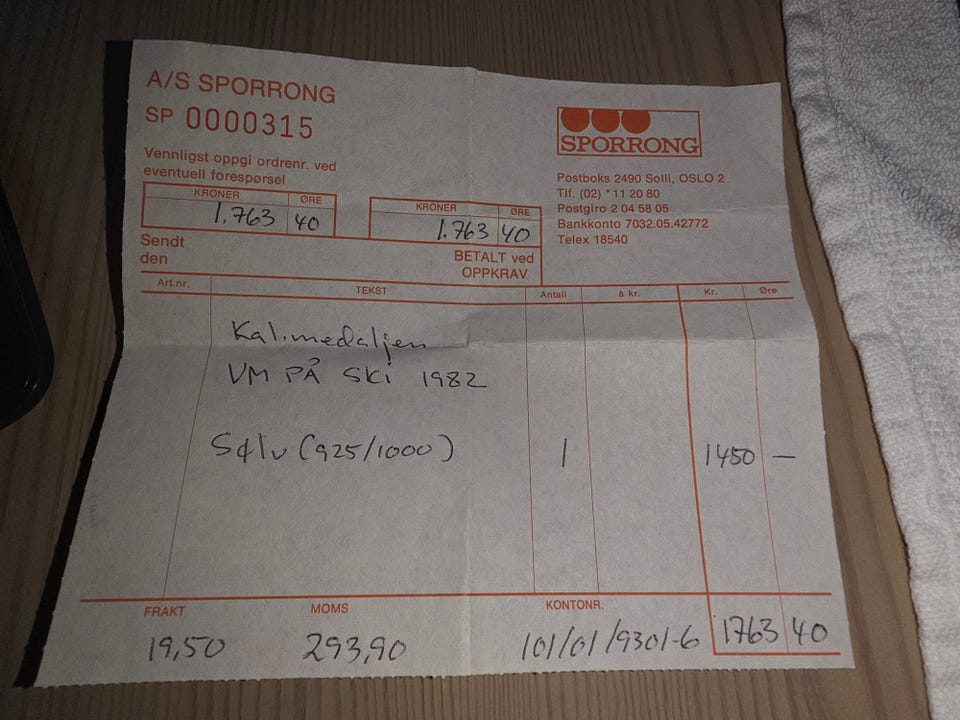 A/S SPORRONG
SP 0000315
Vennligst oppgi ordrenr. ved
eventuell forespørsel
KRONER ØRE
1.763 40
KRONER ØRE
1.763 40
Sendt
den
BETALT ved
OPPKRAV
SPORRONG
Postboks 2490 Solli, OSLO 2
Tlf. (02) *11 20 80
Postgiro 2 04 58 05
Bankkonto 7032.05.42772
Telex 18540
Art.nr. TEKST Antall à kr. Kr. Øre
Kal.medaljen
VM PÅ SKi 1982
Sølv (925/1000) 1 1450 —
FRAKT MOMS KONTONR.
19,50 293,90 101/01/9301-6 1763 40